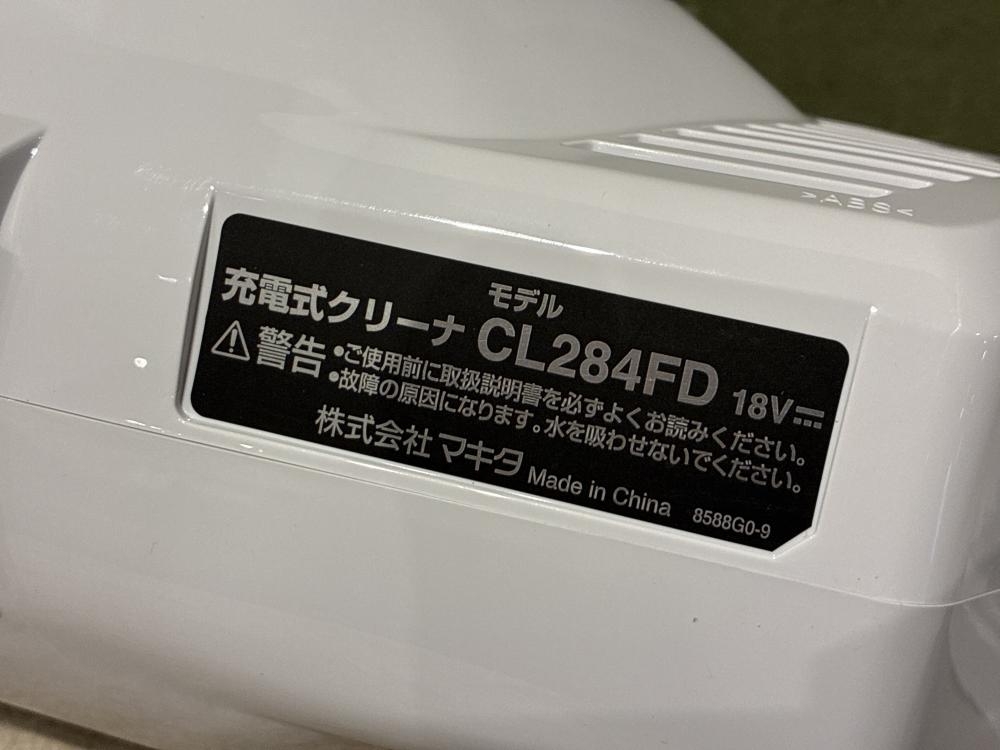 >ABS<
モデル
充電式クリーナ CL284FD 18V⎓
⚠警告 •ご使用前に取扱説明書を必ずよくお読みください。
•故障の原因になります。水を吸わせないでください。
株式会社 マキタ Made in China 8588G0-9